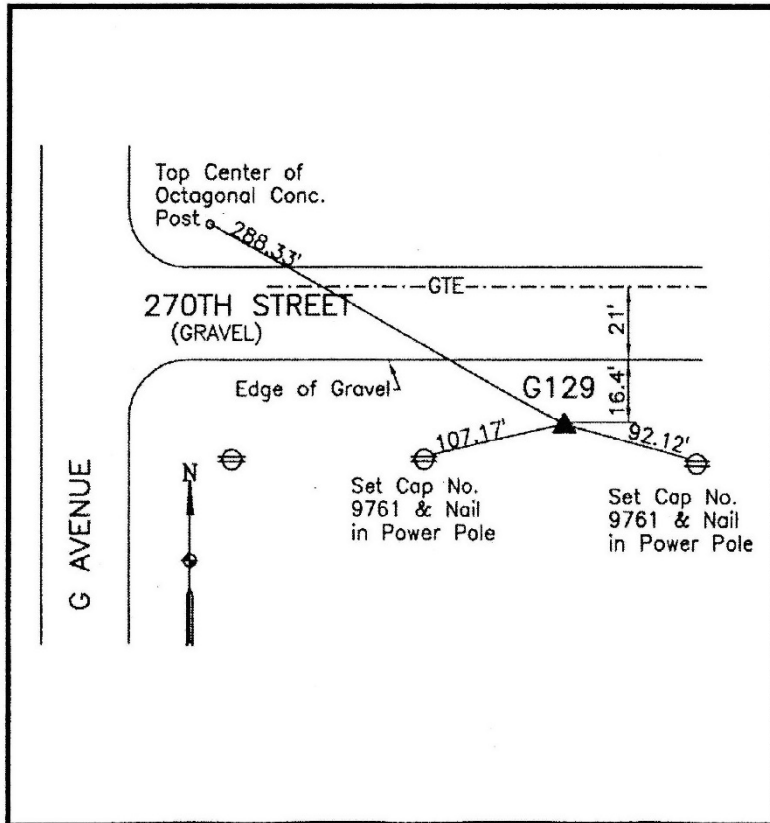 Top Center of
Octagonal Conc.
Post
288.33'
GTE
270TH STREET
(GRAVEL)
21'
Edge of Gravel
G129
16.4'
107.17'
92.12'
N
Set Cap No.
9761 & Nail
in Power Pole
Set Cap No.
9761 & Nail
in Power Pole
G AVENUE